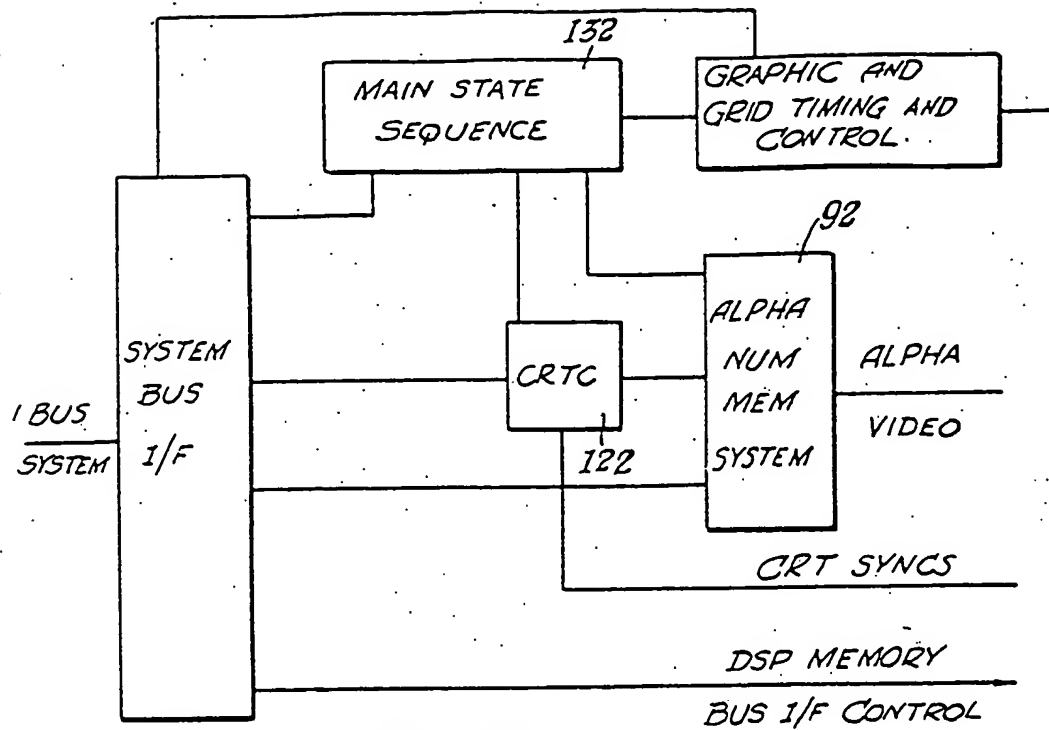 132
MAIN STATE
SEQUENCE
GRAPHIC AND
GRID TIMING AND
CONTROL.
92
SYSTEM
BUS
I/F
I BUS
SYSTEM
CRTC
122
ALPHA
NUM
MEM
SYSTEM
ALPHA
VIDEO
CRT SYNCS
DSP MEMORY
BUS I/F CONTROL